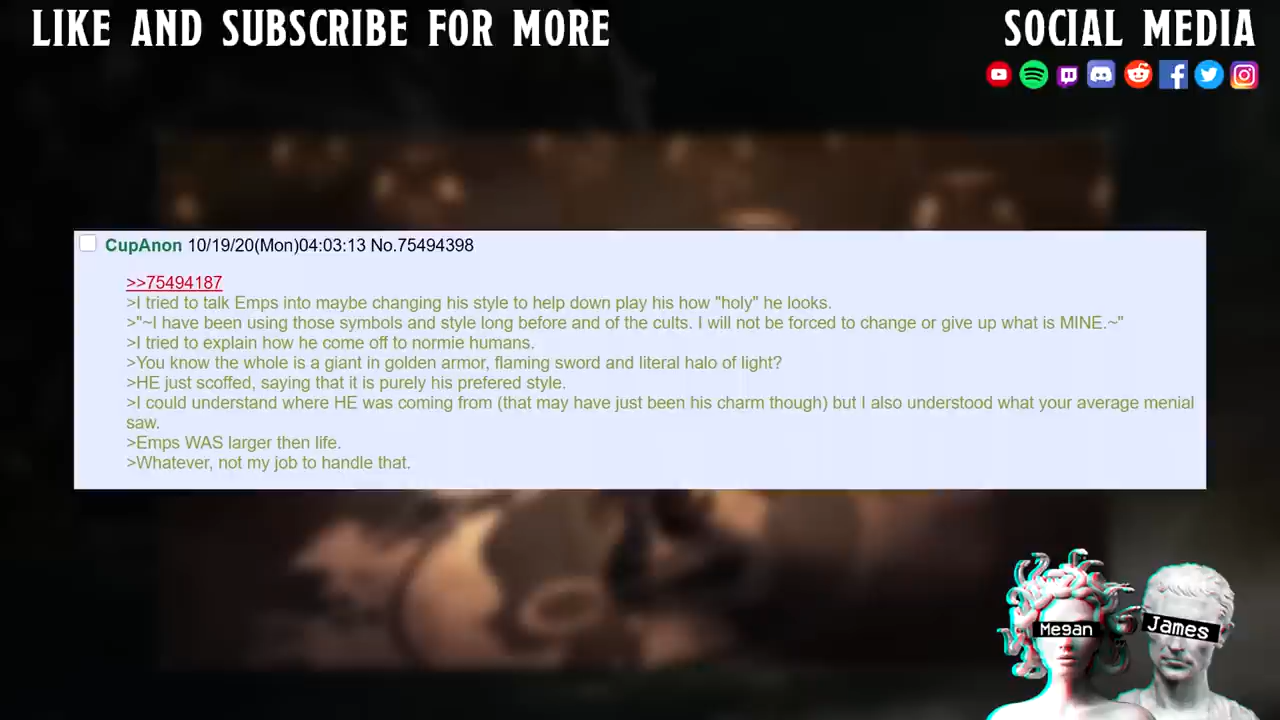 LIKE AND SUBSCRIBE FOR MORE
SOCIAL MEDIA
CupAnon 10/19/20(Mon)04:03:13 No.75494398
>>75494187
>I tried to talk Emps into maybe changing his style to help down play his how "holy" he looks.
>"~I have been using those symbols and style long before and of the cults. I will not be forced to change or give up what is MINE.~"
>I tried to explain how he come off to normie humans.
>You know the whole is a giant in golden armor, flaming sword and literal halo of light?
>HE just scoffed, saying that it is purely his prefered style.
>I could understand where HE was coming from (that may have just been his charm though) but I also understood what your average menial
saw.
>Emps WAS larger then life.
>Whatever, not my job to handle that.
Megan
James